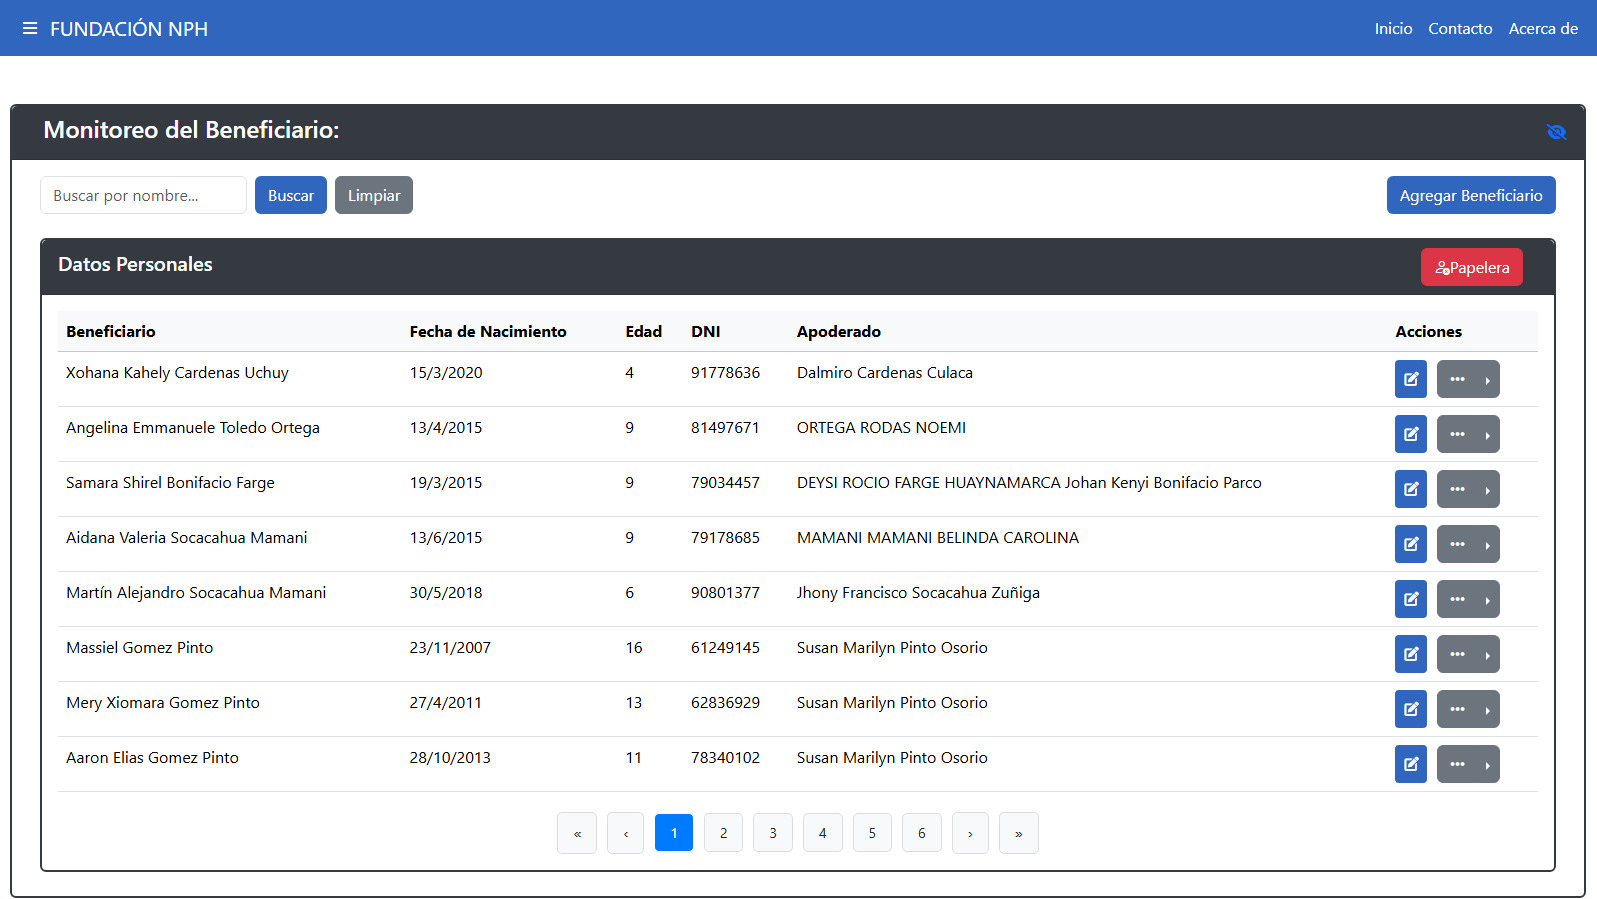 FUNDACIÓN NPH Inicio Contacto Acerca de
Monitoreo del Beneficiario:
Buscar por nombre... Buscar Limpiar Agregar Beneficiario
Datos Personales Papelera
Beneficiario Fecha de Nacimiento Edad DNI Apoderado Acciones
Xohana Kahely Cardenas Uchuy 15/3/2020 4 91778636 Dalmiro Cardenas Culaca
Angelina Emmanuele Toledo Ortega 13/4/2015 9 81497671 ORTEGA RODAS NOEMI
Samara Shirel Bonifacio Farge 19/3/2015 9 79034457 DEYSI ROCIO FARGE HUAYNAMARCA Johan Kenyi Bonifacio Parco
Aidana Valeria Socacahua Mamani 13/6/2015 9 79178685 MAMANI MAMANI BELINDA CAROLINA
Martín Alejandro Socacahua Mamani 30/5/2018 6 90801377 Jhony Francisco Socacahua Zuñiga
Massiel Gomez Pinto 23/11/2007 16 61249145 Susan Marilyn Pinto Osorio
Mery Xiomara Gomez Pinto 27/4/2011 13 62836929 Susan Marilyn Pinto Osorio
Aaron Elias Gomez Pinto 28/10/2013 11 78340102 Susan Marilyn Pinto Osorio
« ‹ 1 2 3 4 5 6 › »